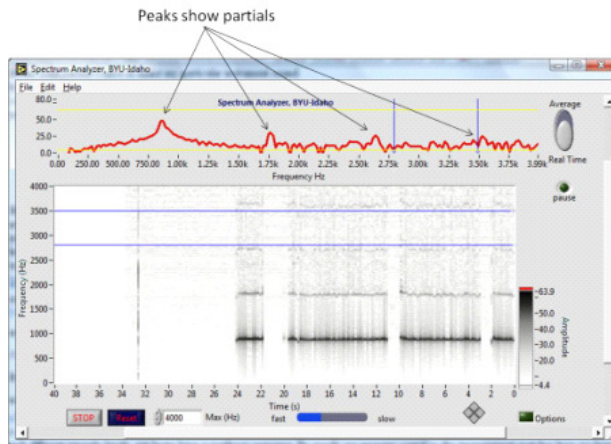 Peaks show partials
Spectrum Analyzer, BYU-Idaho
File Edit Help
Spectrum Analyzer, BYU-Idaho
80.0
50.0
25.0
0.0
0.00 250.00 500.00 750.00 1.00k 1.25k 1.50k 1.75k 2.00k 2.25k 2.50k 2.75k 3.00k 3.25k 3.50k 3.75k 3.99k
Frequency Hz
Average
Real Time
pause
4000
3500
3000
2500
2000
1500
1000
500
0
Frequency (Hz)
63.9
50.0
40.0
30.0
20.0
4.4
Amplitude
40 38 36 34 32 30 28 26 24 22 20 18 16 14 12 10 8 6 4 2 0
Time (s)
STOP Reset 4000 Max (Hz) fast slow Options